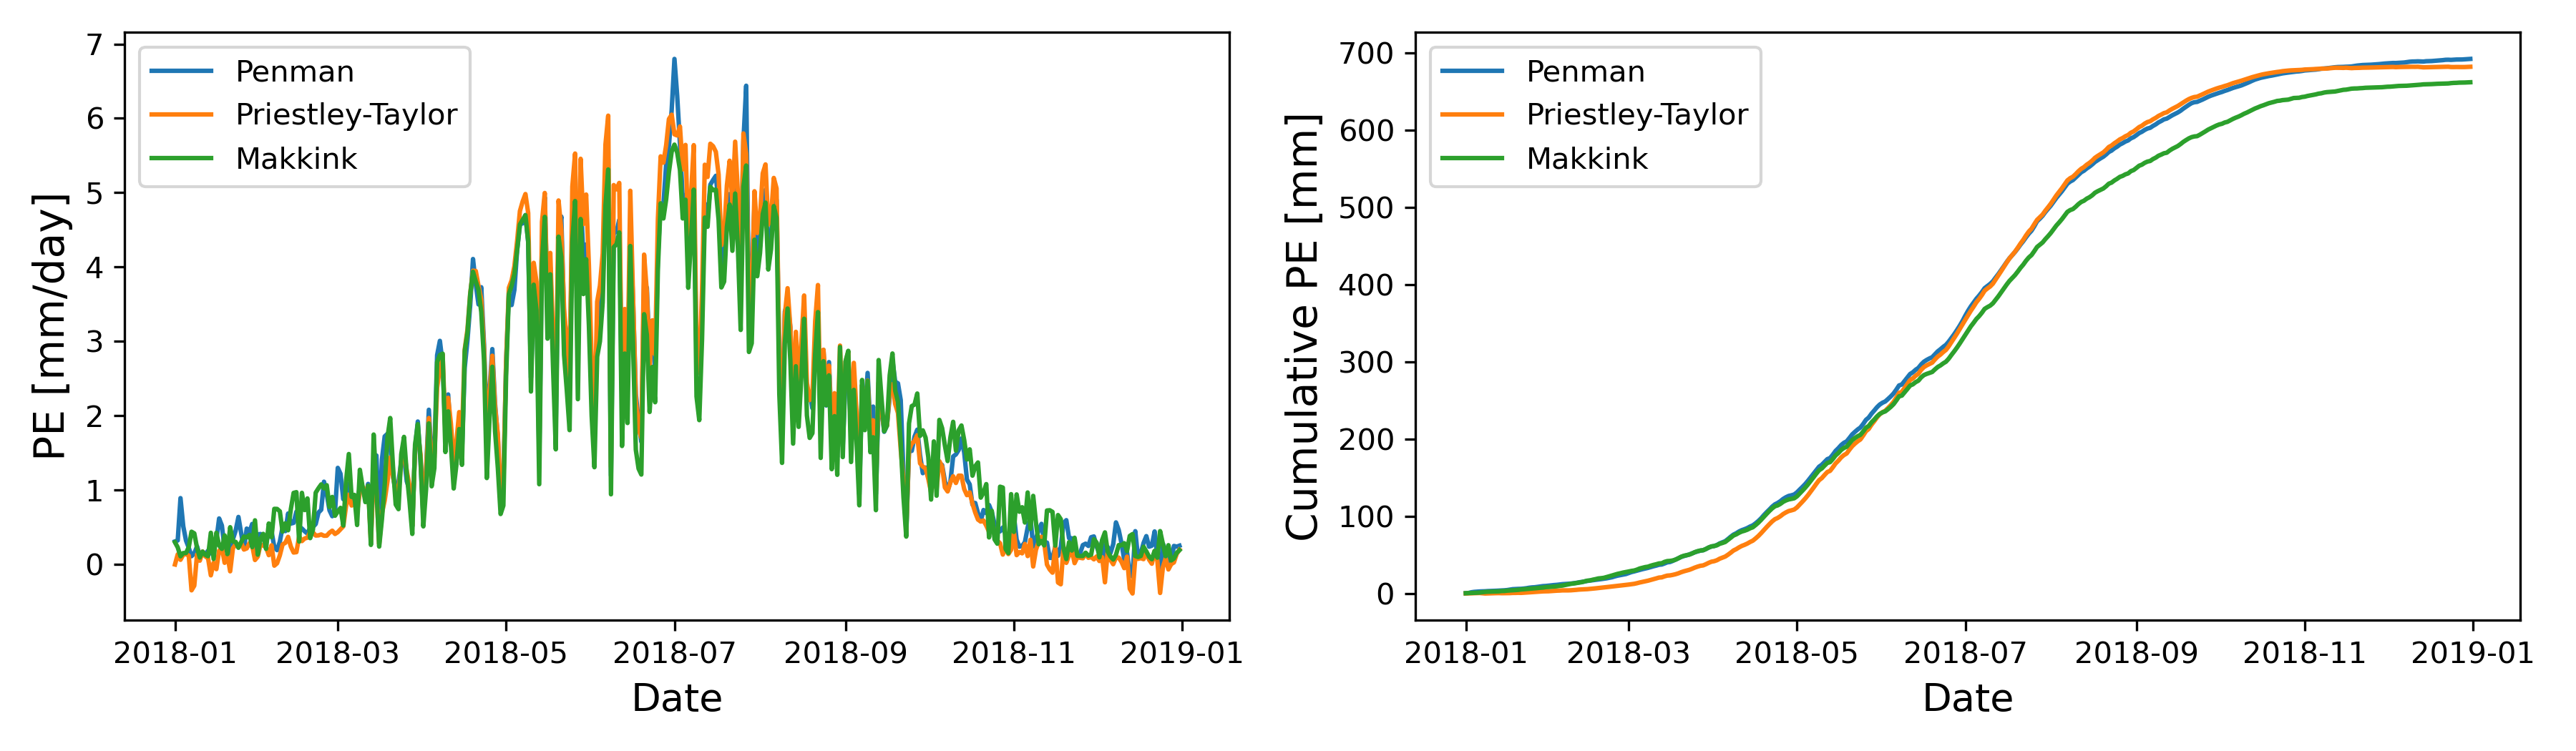 PE [mm/day]
7
6
5
4
3
2
1
0
Penman
Priestley-Taylor
Makkink
2018-01 2018-03 2018-05 2018-07 2018-09 2018-11 2019-01
Date
Cumulative PE [mm]
700
600
500
400
300
200
100
0
Penman
Priestley-Taylor
Makkink
2018-01 2018-03 2018-05 2018-07 2018-09 2018-11 2019-01
Date